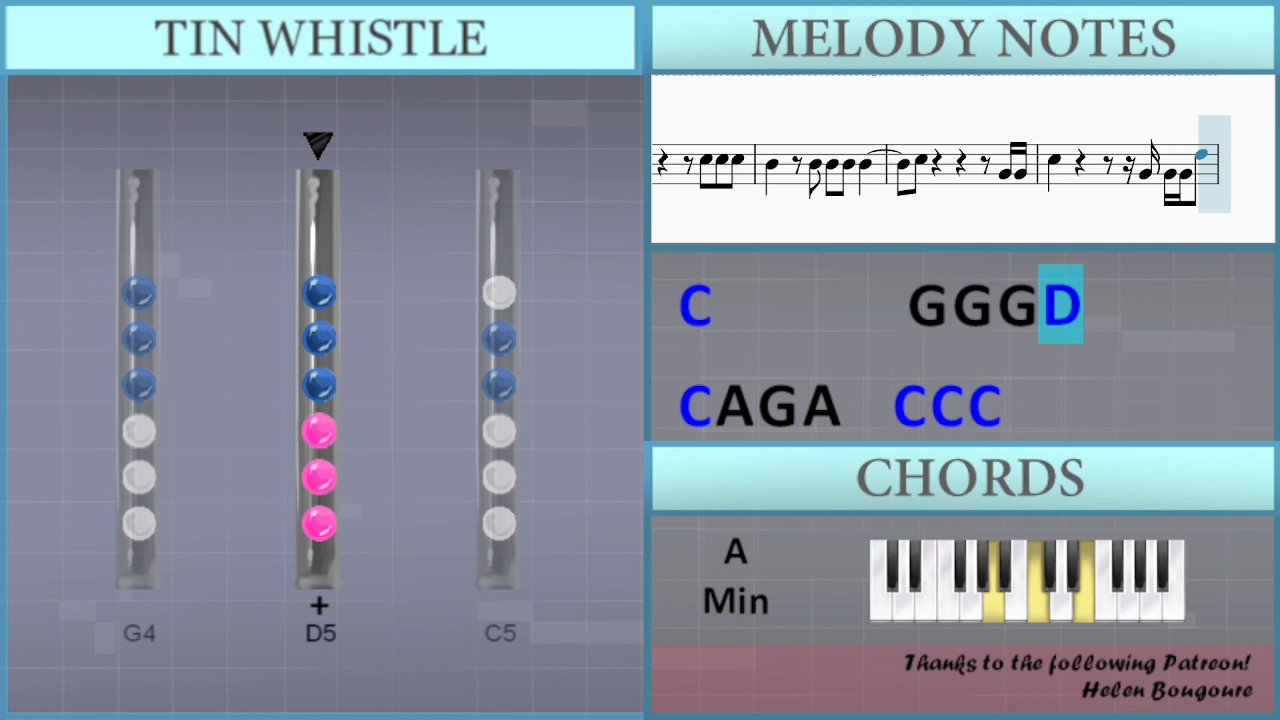 TIN WHISTLE
G4
+
D5
C5
MELODY NOTES
C GGGD
CAGA CCC
CHORDS
A
Min
Thanks to the following Patreon!
Helen Bougoure